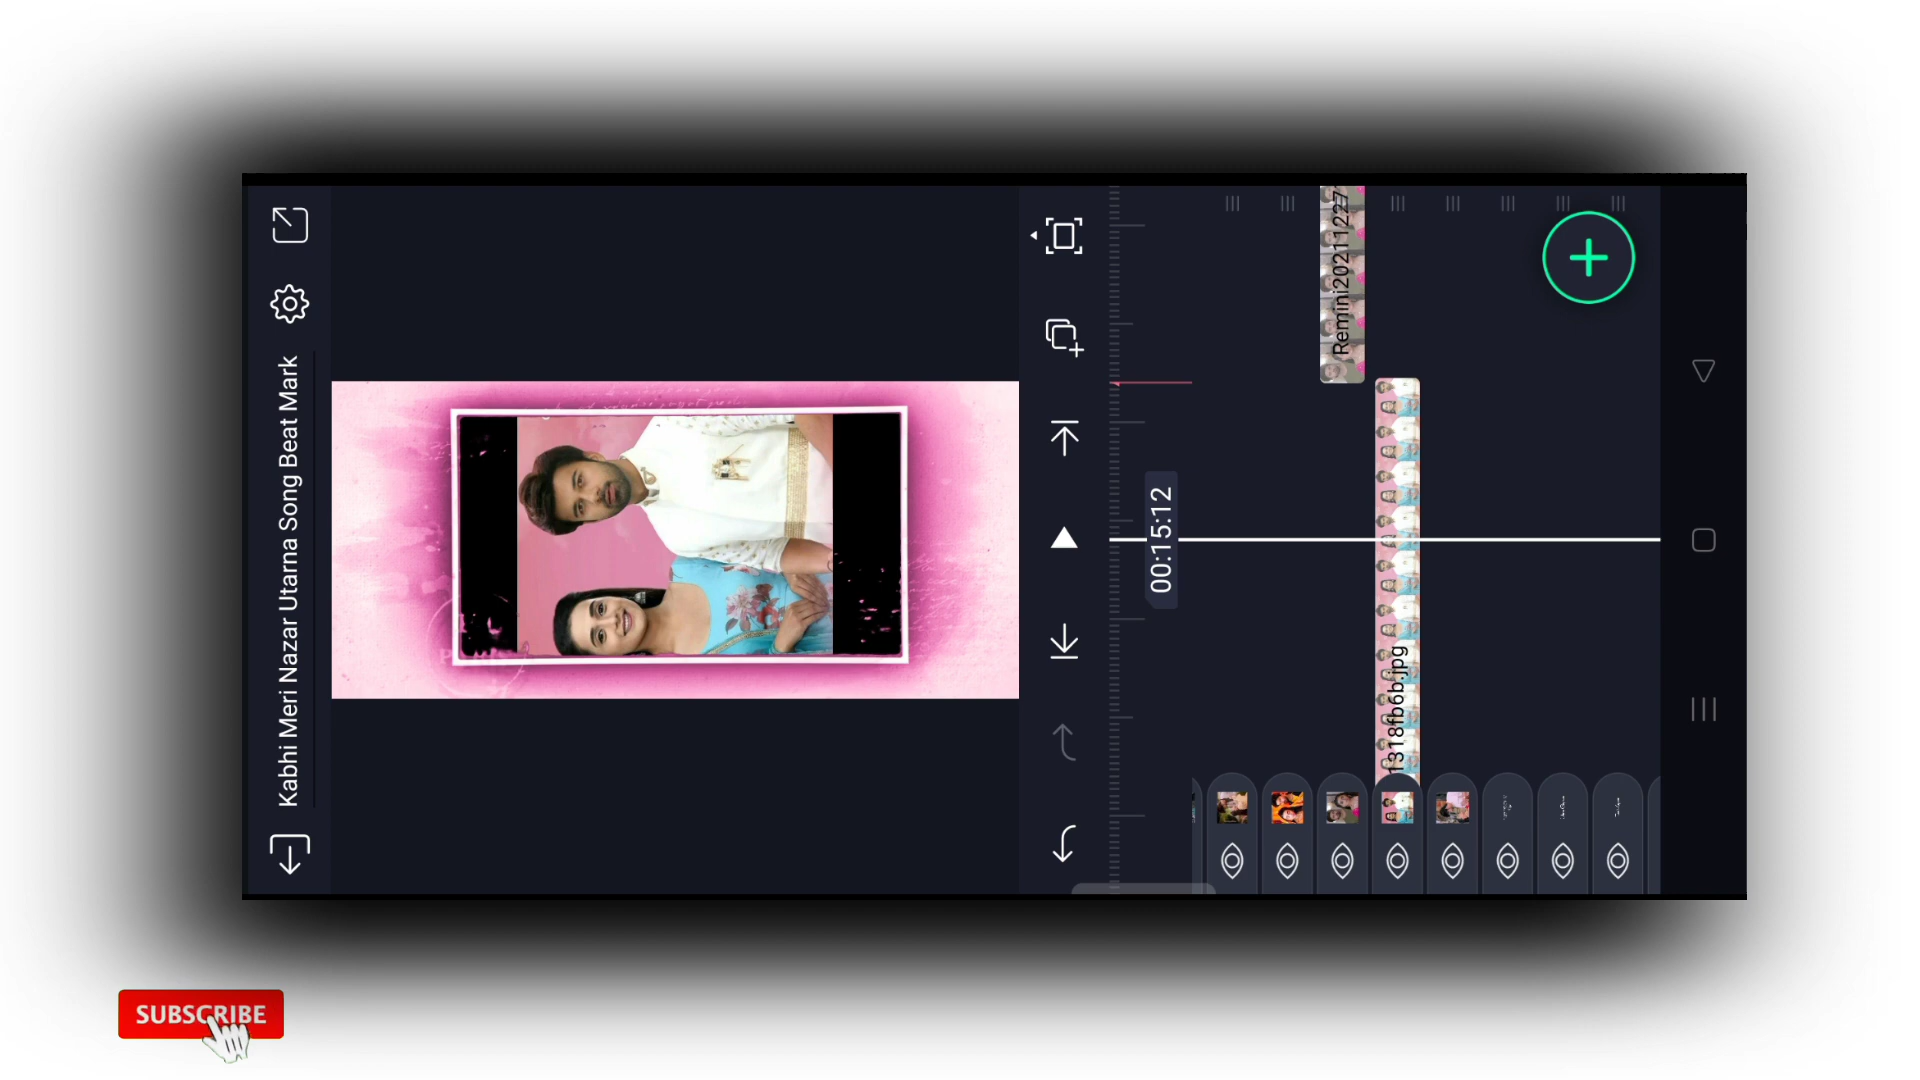 Kabhi Meri Nazar Utarna Song Beat Mark
00:15:12
Remini20211227
1318fb6b.jpg
SUBSCRIBE